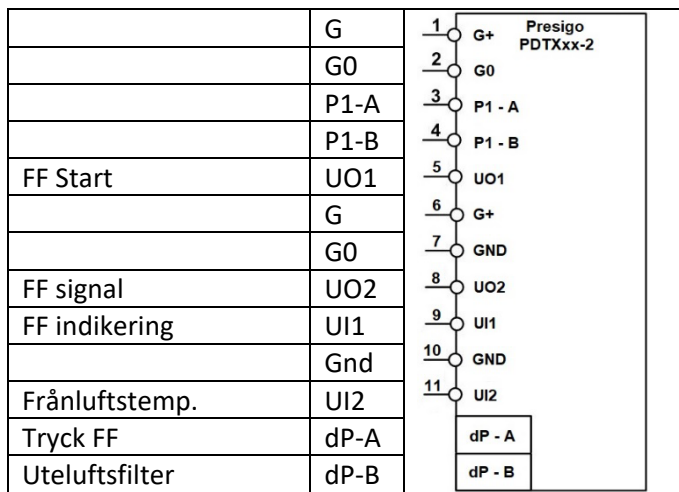 G
G0
P1-A
P1-B
FF Start UO1
G
G0
FF signal UO2
FF indikering UI1
Gnd
Frånluftstemp. UI2
Tryck FF dP-A
Uteluftsfilter dP-B
Presigo
PDTXxx-2
1 G+
2 G0
3 P1 - A
4 P1 - B
5 UO1
6 G+
7 GND
8 UO2
9 UI1
10 GND
11 UI2
dP - A
dP - B